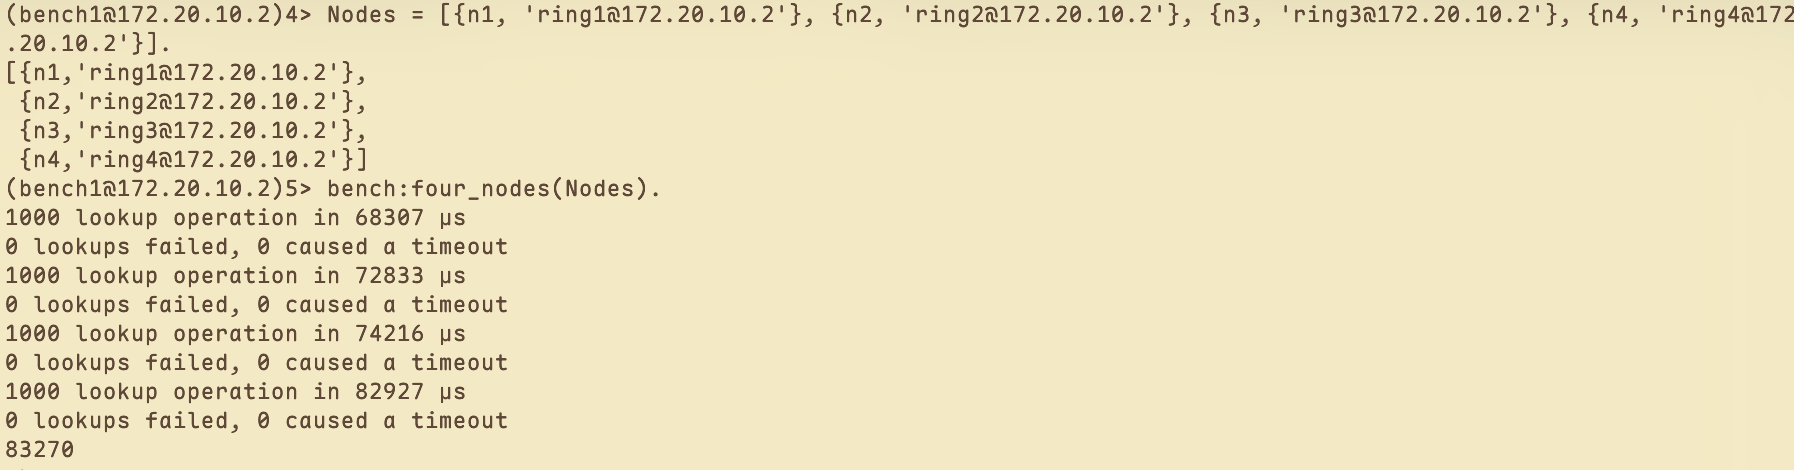 (bench1@172.20.10.2)4> Nodes = [{n1, 'ring1@172.20.10.2'}, {n2, 'ring2@172.20.10.2'}, {n3, 'ring3@172.20.10.2'}, {n4, 'ring4@172
.20.10.2'}].
[{n1,'ring1@172.20.10.2'},
 {n2,'ring2@172.20.10.2'},
 {n3,'ring3@172.20.10.2'},
 {n4,'ring4@172.20.10.2'}]
(bench1@172.20.10.2)5> bench:four_nodes(Nodes).
1000 lookup operation in 68307 µs
0 lookups failed, 0 caused a timeout
1000 lookup operation in 72833 µs
0 lookups failed, 0 caused a timeout
1000 lookup operation in 74216 µs
0 lookups failed, 0 caused a timeout
1000 lookup operation in 82927 µs
0 lookups failed, 0 caused a timeout
83270